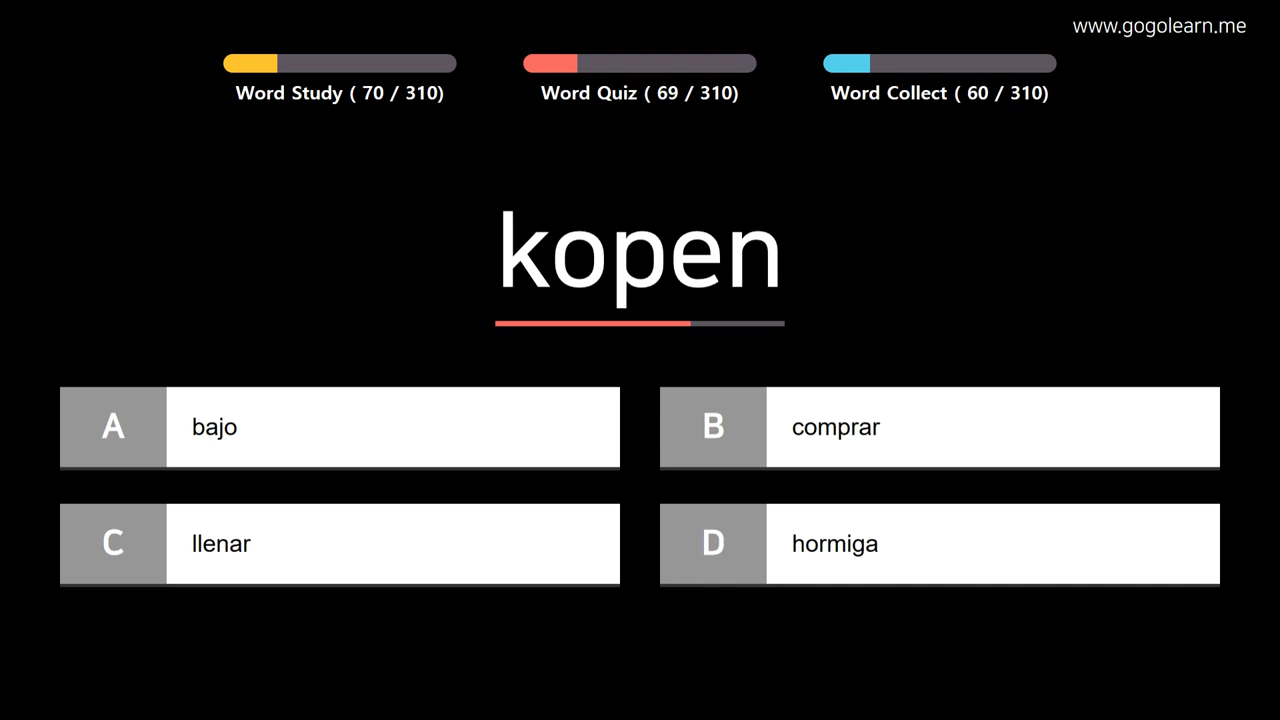 www.gogolearn.me
Word Study ( 70 / 310)
Word Quiz ( 69 / 310)
Word Collect ( 60 / 310)
kopen
A bajo
B comprar
C llenar
D hormiga